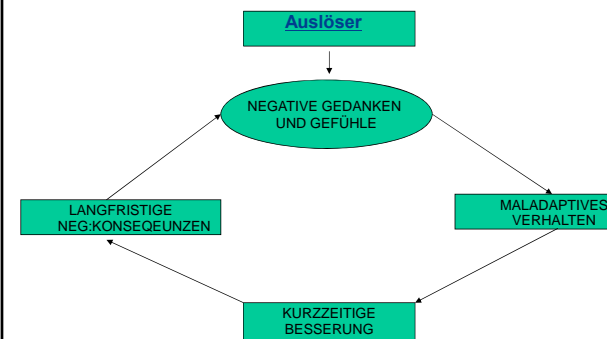 Auslöser
NEGATIVE GEDANKEN
UND GEFÜHLE
MALADAPTIVES
VERHALTEN
KURZZEITIGE
BESSERUNG
LANGFRISTIGE
NEG:KONSEQEUNZEN